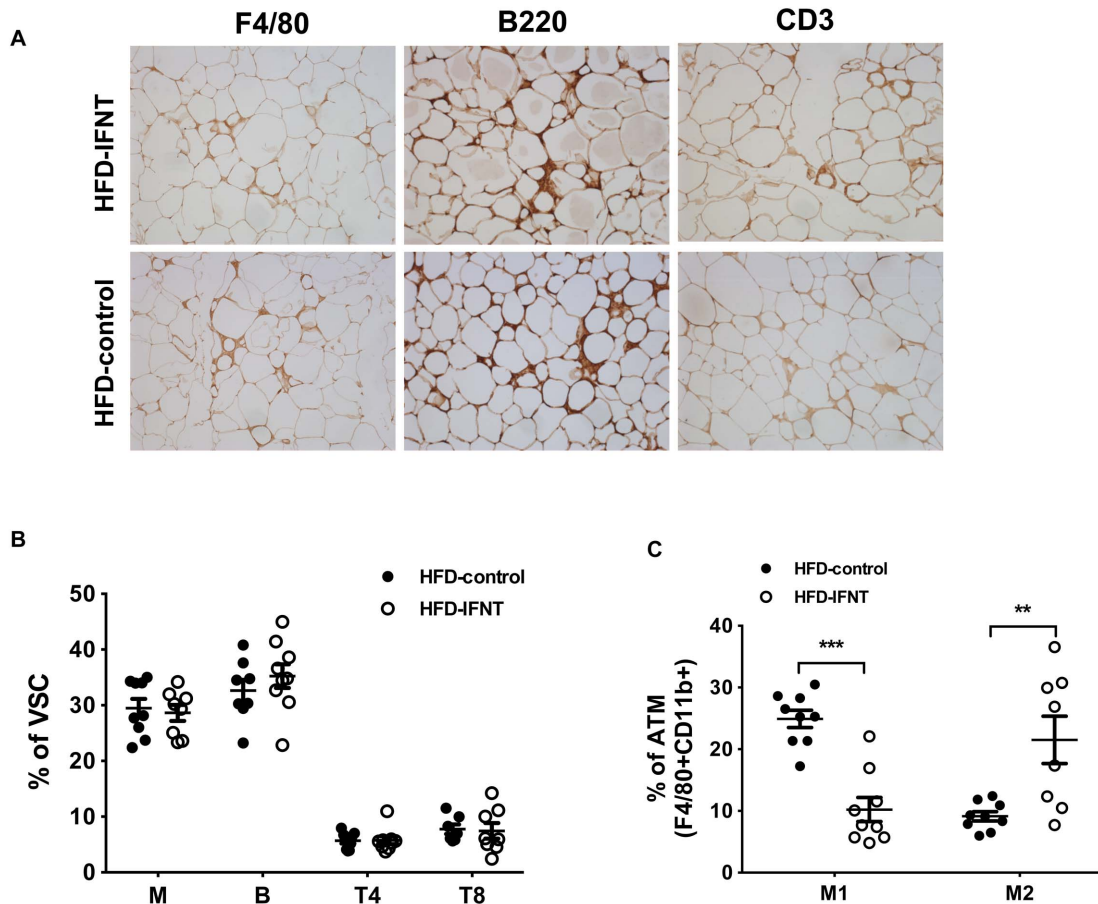 F4/80 B220 CD3
A
HFD-IFNT
HFD-control
B
HFD-control
HFD-IFNT
% of VSC
50
40
30
20
10
0
M B T4 T8
C
HFD-control
HFD-IFNT
% of ATM
(F4/80+CD11b+)
40
30
20
10
0
***
**
M1 M2